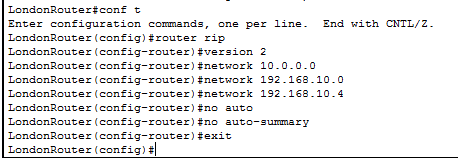 LondonRouter#conf t
Enter configuration commands, one per line.  End with CNTL/Z.
LondonRouter(config)#router rip
LondonRouter(config-router)#version 2
LondonRouter(config-router)#network 10.0.0.0
LondonRouter(config-router)#network 192.168.10.0
LondonRouter(config-router)#network 192.168.10.4
LondonRouter(config-router)#no auto
LondonRouter(config-router)#no auto-summary
LondonRouter(config-router)#exit
LondonRouter(config)#